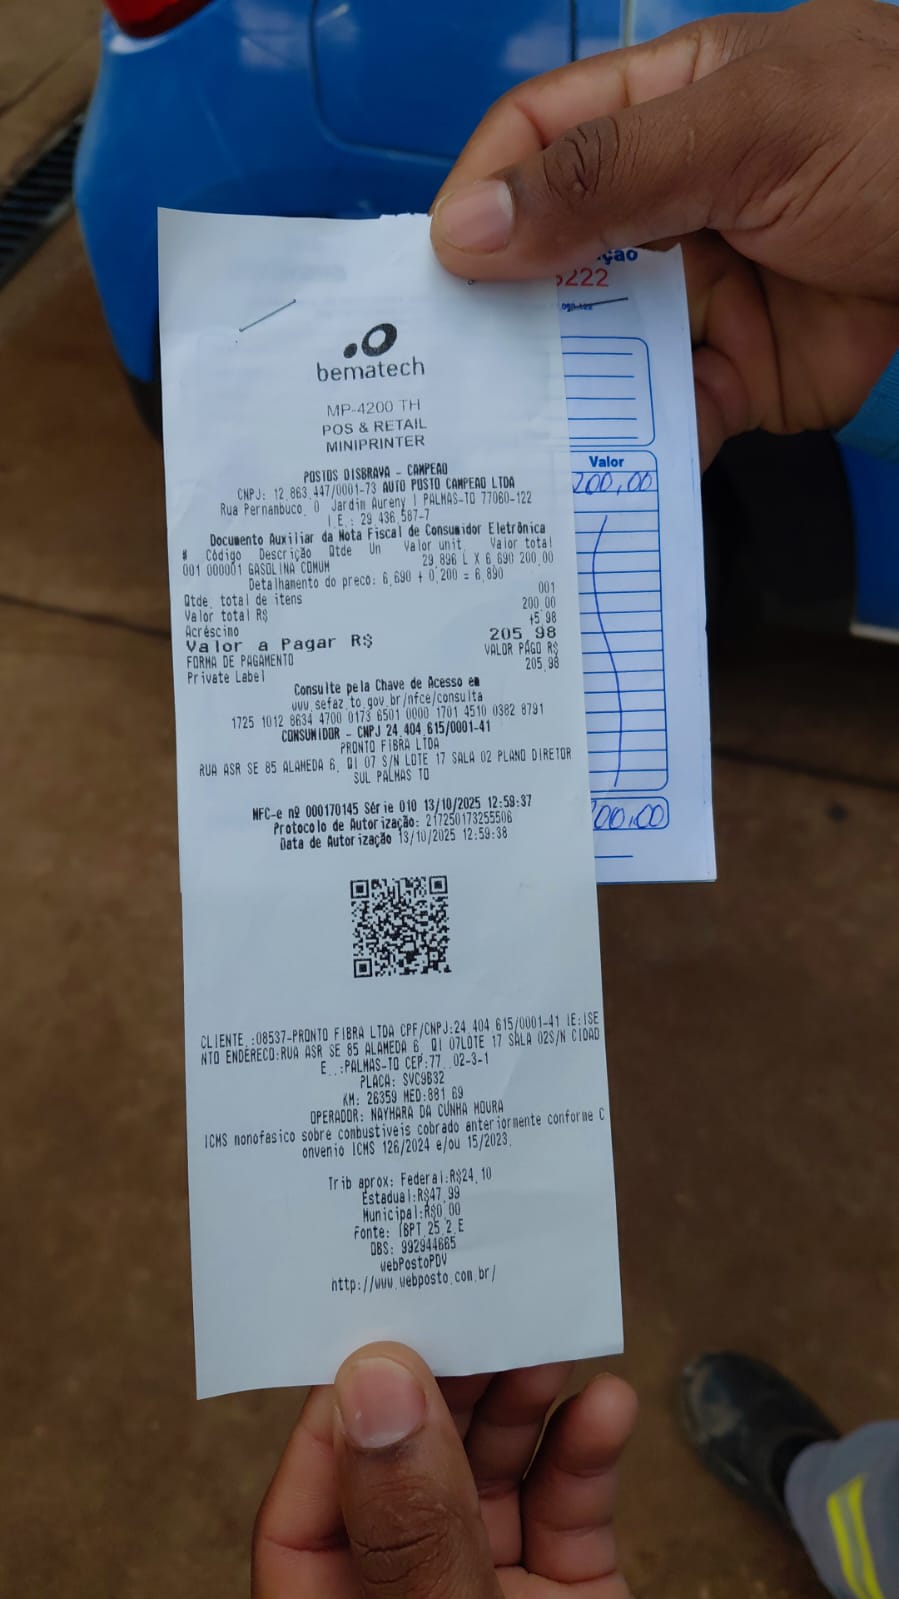 bematech
MP-4200 TH
POS & RETAIL
MINIPRINTER
POSTOS DISBRAVA - CAMPEAO
CNPJ: 12.863.447/0001-73 AUTO POSTO CAMPEAO LTDA
Rua Pernambuco, 0 Jardin Aureny I PALMAS-TO 77060-122
I.E.: 29.436.587-7
Documento Auxiliar da Nota Fiscal de Consumidor Eletrônica
# Código Descrição Qtde Un Valor unit. Valor total
001 000001 GASOLINA COMUM 29,896 L X 6,690 200,00
Detalhamento do preco: 6,690 + 0,200 = 6,890
Qtde. total de itens 001
Valor total R$ 200,00
Acréscimo +5,98
Valor a Pagar R$ 205,98
FORMA DE PAGAMENTO VALOR PAGO R$
Private Label 205,98
Consulte pela Chave de Acesso em
www.sefaz.to.gov.br/nfce/consulta
1725 1012 8634 4700 0173 6501 0000 1701 4510 0382 8791
CONSUMIDOR - CNPJ 24.404.615/0001-41
PRONTO FIBRA LTDA
RUA ASR SE 85 ALAMEDA 6, QI 07 S/N LOTE 17 SALA 02 PLANO DIRETOR
SUL PALMAS TO
NFC-e nº 000170145 Série 010 13/10/2025 12:59:37
Protocolo de Autorização: 217250173255506
Data de Autorização 13/10/2025 12:59:38
CLIENTE.:08537-PRONTO FIBRA LTDA CPF/CNPJ:24.404.615/0001-41 IE:ISE
NTO ENDERECO:RUA ASR SE 85 ALAMEDA 6, QI 07LOTE 17 SALA 02S/N CIDAD
E..:PALMAS-TO CEP:77..02-3-1
PLACA: SVC9B32
KM: 26359 MED:881.69
OPERADOR: NAYHARA DA CUNHA MOURA
ICMS monofasico sobre combustiveis cobrado anteriormente conforme C
onvenio ICMS 126/2024 e/ou 15/2023.
Trib aprox: Federal:R$24,10
Estadual:R$47,99
Municipal:R$0,00
Fonte: IBPT 25.2.E
OBS: 992944665
webPostoPDV
http://www.webposto.com.br/
222
Valor
200,00
00,00